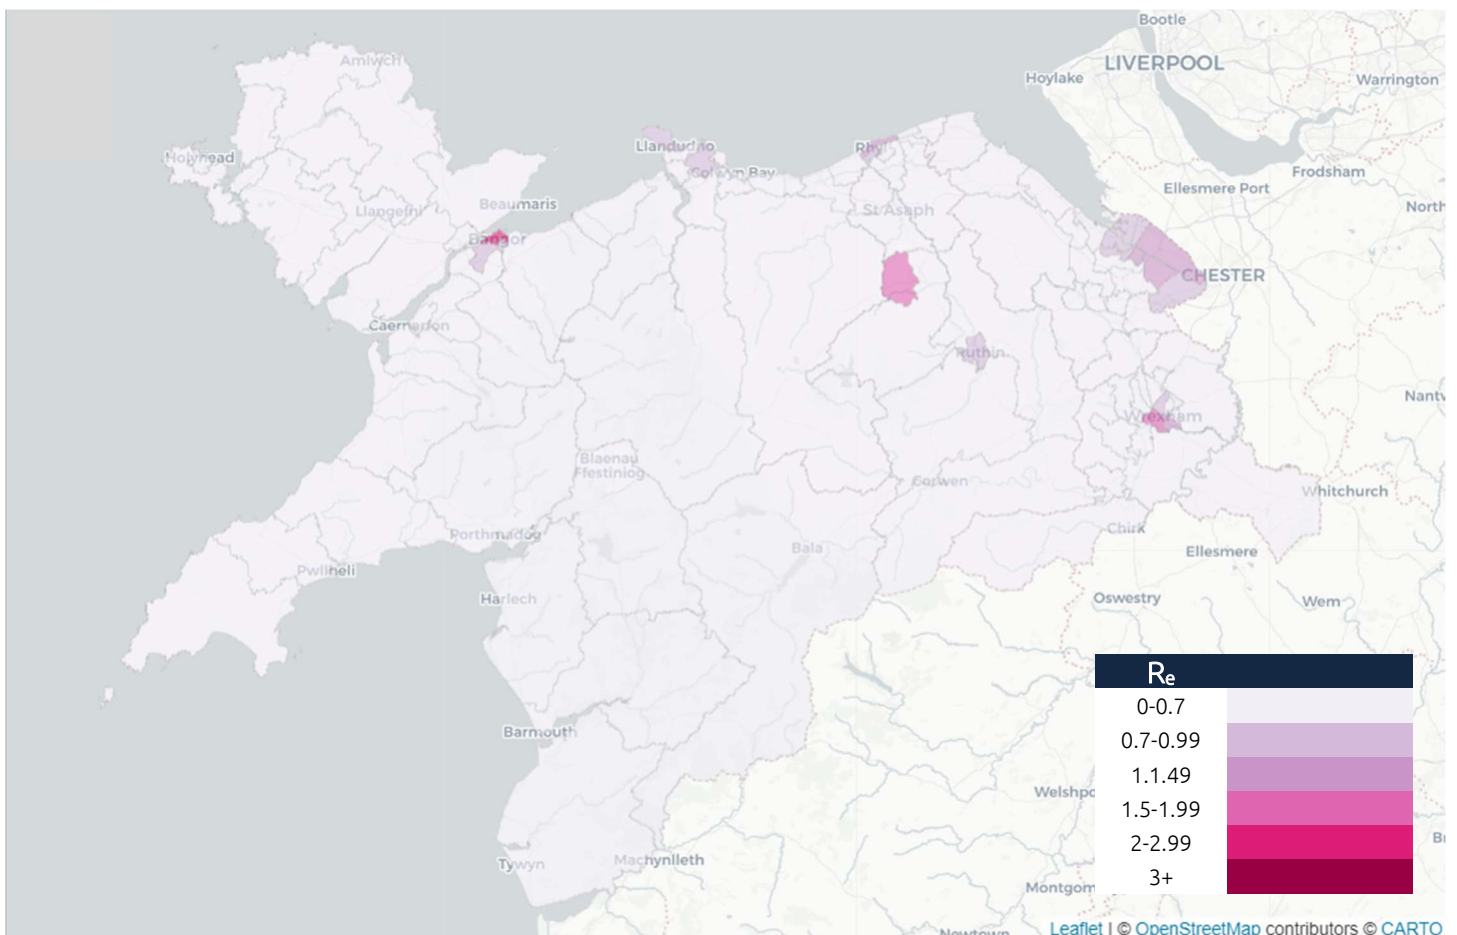 Bootle
LIVERPOOL
Hoylake
Warrington
Amlwch
Holyhead
Llandudno
Rhyl
Colwyn Bay
Frodsham
Ellesmere Port
North
Llangefni
Beaumaris
St Asaph
Bangor
CHESTER
Caernarfon
Ruthin
Nantw
Wrexham
Blaenau
Ffestiniog
Corwen
Whitchurch
Porthmadog
Chirk
Bala
Ellesmere
Pwllheli
Harlech
Oswestry
Wem
Re
0-0.7
0.7-0.99
1.1.49
1.5-1.99
2-2.99
3+
Barmouth
Welshpo
Br
Tywyn
Machynlleth
Montgom
Newtown
Leaflet | © OpenStreetMap contributors © CARTO